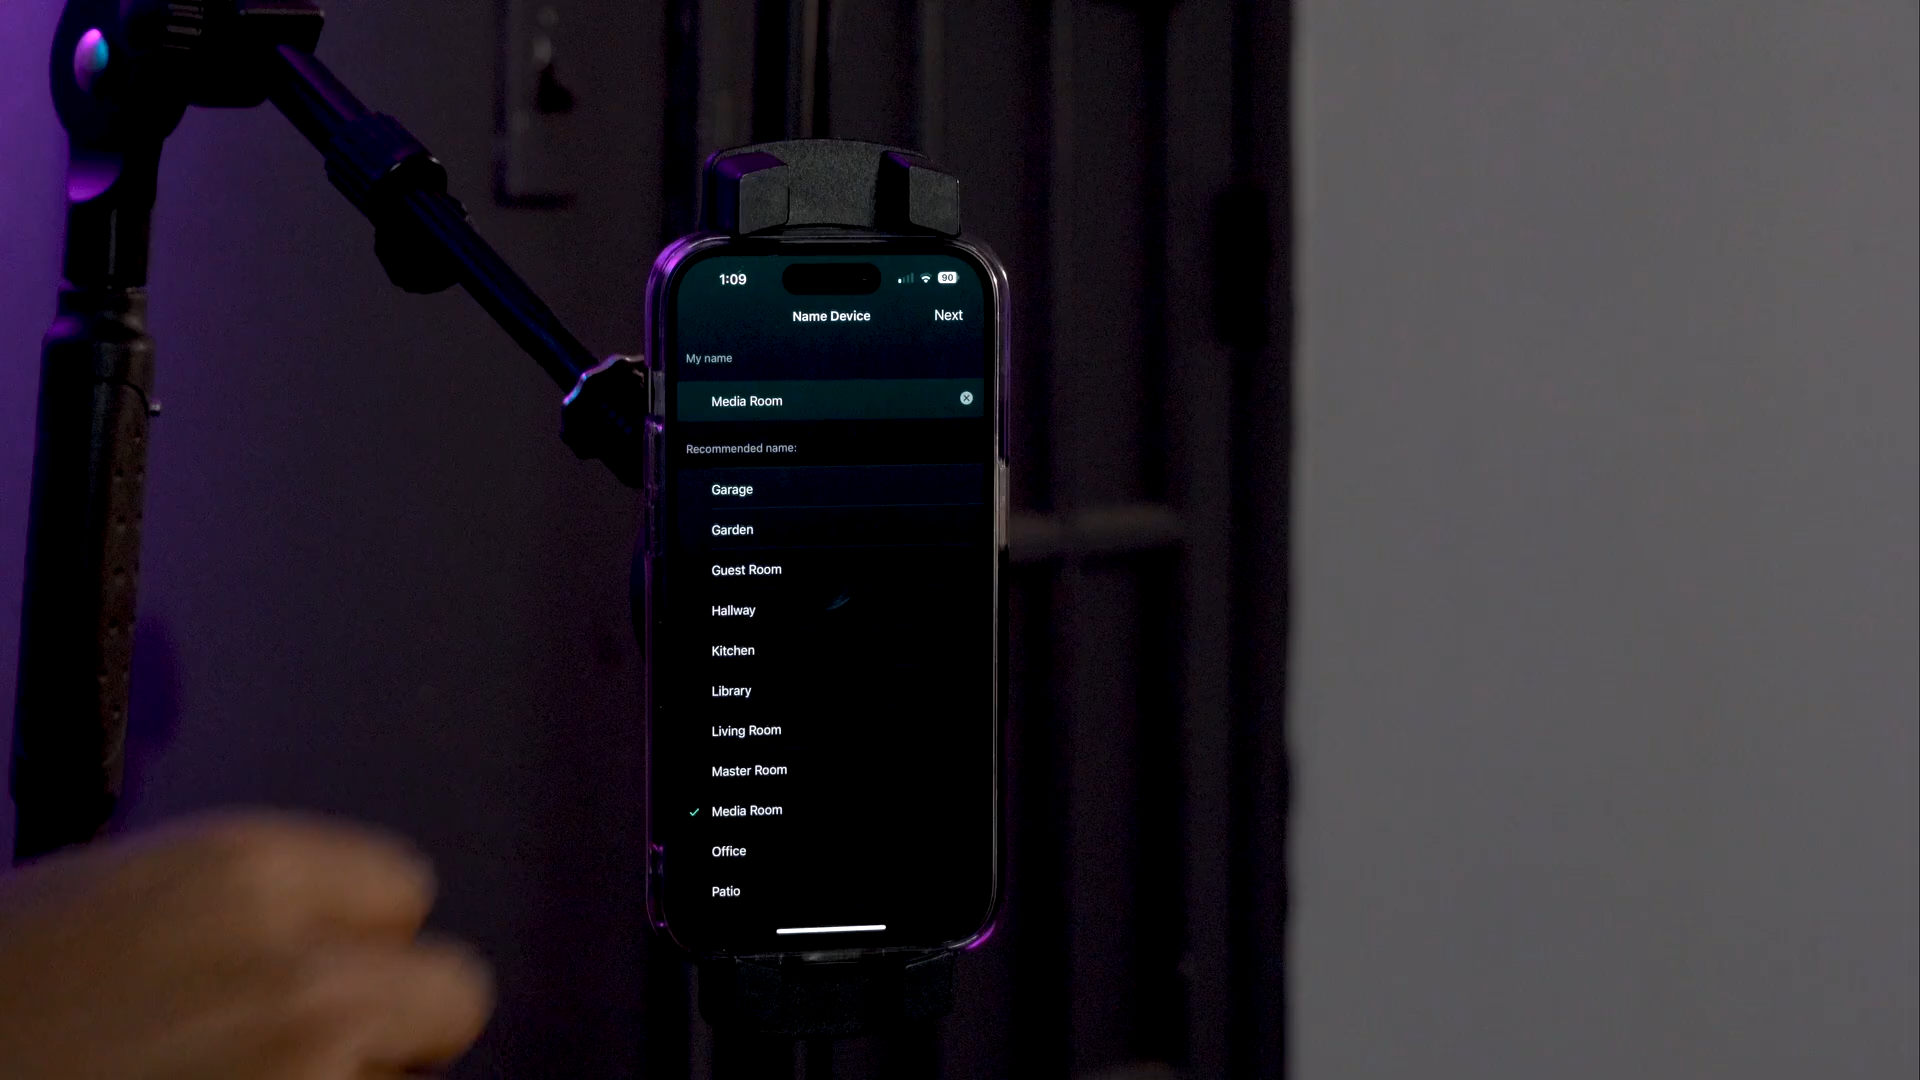 1:09
90
Name Device
Next
My name
Media Room
Recommended name:
Garage
Garden
Guest Room
Hallway
Kitchen
Library
Living Room
Master Room
Media Room
Office
Patio